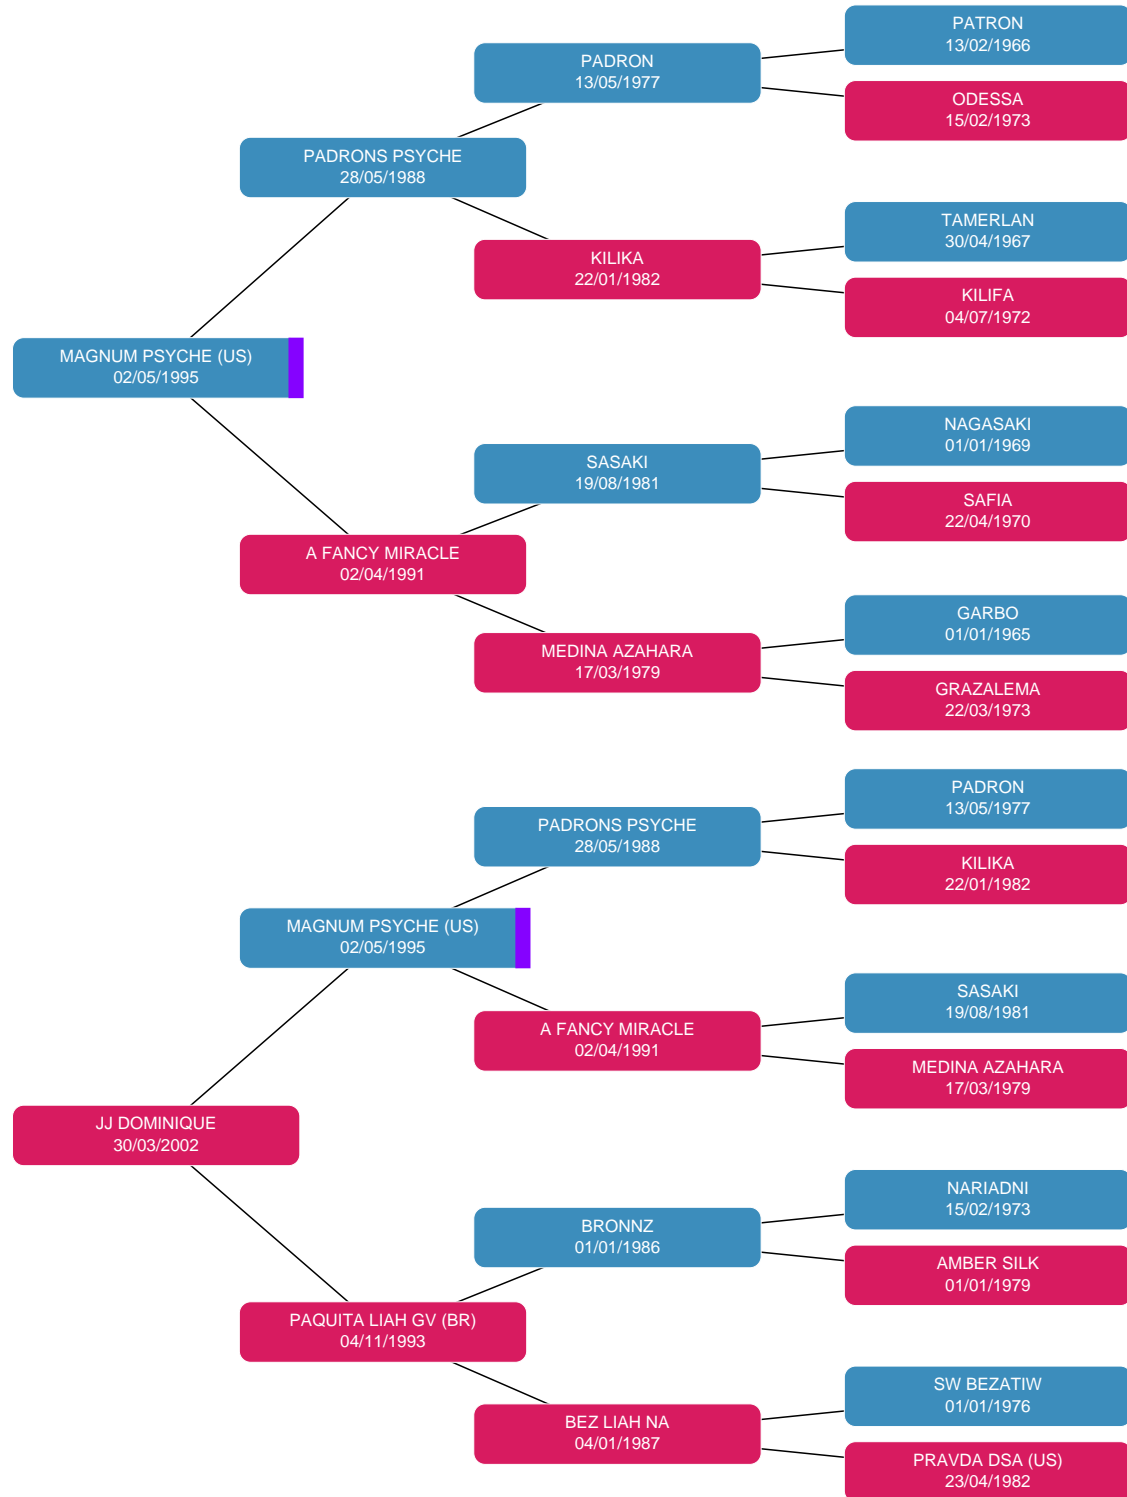 PATRON
13/02/1966
PADRON
13/05/1977
ODESSA
15/02/1973
PADRONS PSYCHE
28/05/1988
TAMERLAN
30/04/1967
KILIKA
22/01/1982
KILIFA
04/07/1972
MAGNUM PSYCHE (US)
02/05/1995
NAGASAKI
01/01/1969
SASAKI
19/08/1981
SAFIA
22/04/1970
A FANCY MIRACLE
02/04/1991
GARBO
01/01/1965
MEDINA AZAHARA
17/03/1979
GRAZALEMA
22/03/1973
PADRON
13/05/1977
PADRONS PSYCHE
28/05/1988
KILIKA
22/01/1982
MAGNUM PSYCHE (US)
02/05/1995
SASAKI
19/08/1981
A FANCY MIRACLE
02/04/1991
MEDINA AZAHARA
17/03/1979
JJ DOMINIQUE
30/03/2002
NARIADNI
15/02/1973
BRONNZ
01/01/1986
AMBER SILK
01/01/1979
PAQUITA LIAH GV (BR)
04/11/1993
SW BEZATIW
01/01/1976
BEZ LIAH NA
04/01/1987
PRAVDA DSA (US)
23/04/1982